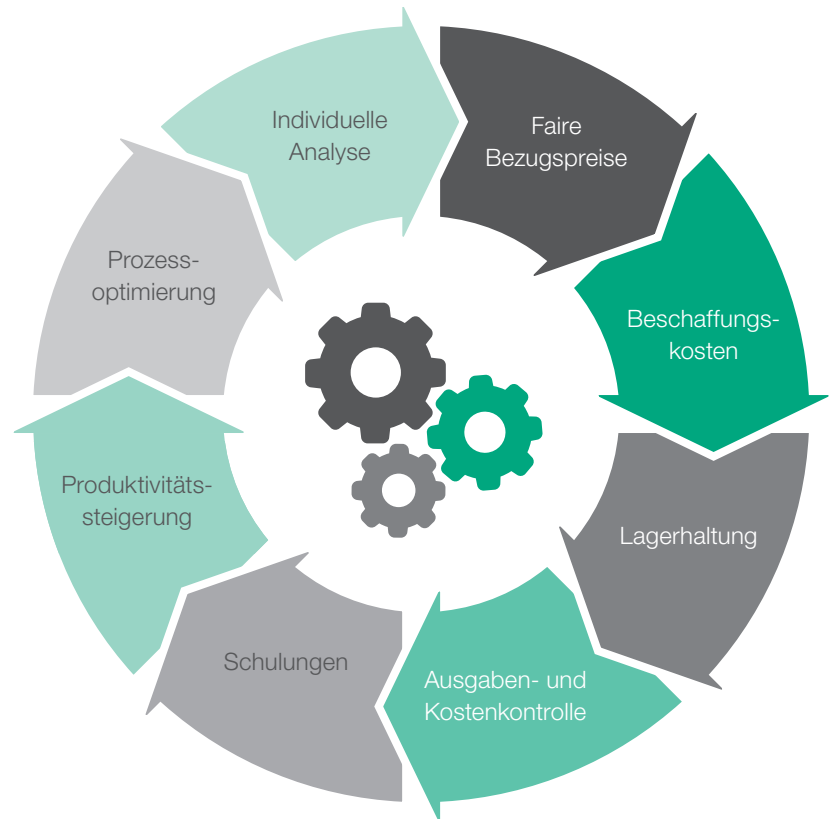 Individuelle
Analyse
Faire
Bezugspreise
Beschaffungs-
kosten
Lagerhaltung
Ausgaben- und
Kostenkontrolle
Schulungen
Produktivitäts-
steigerung
Prozess-
optimierung